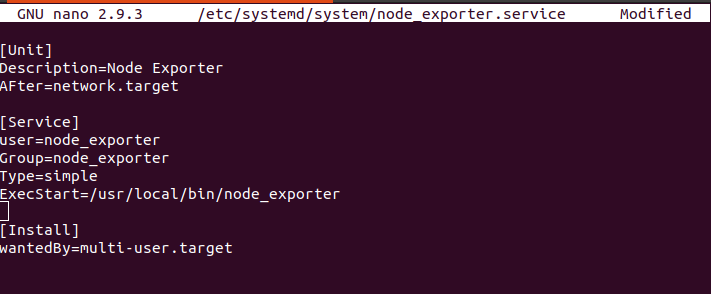 GNU nano 2.9.3 /etc/systemd/system/node_exporter.service Modified
[Unit]
Description=Node Exporter
AFter=network.target
[Service]
user=node_exporter
Group=node_exporter
Type=simple
ExecStart=/usr/local/bin/node_exporter
[Install]
wantedBy=multi-user.target